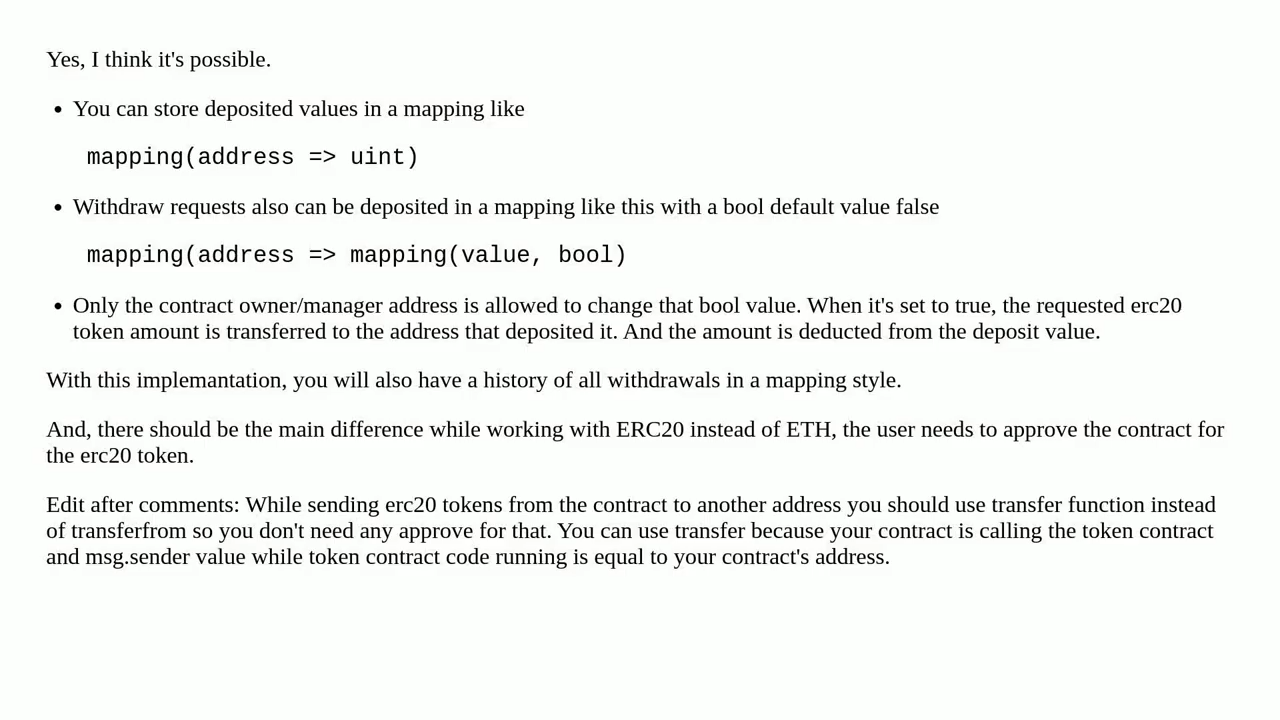 Yes, I think it's possible.
• You can store deposited values in a mapping like
mapping(address => uint)
• Withdraw requests also can be deposited in a mapping like this with a bool default value false
mapping(address => mapping(value, bool)
• Only the contract owner/manager address is allowed to change that bool value. When it's set to true, the requested erc20
token amount is transferred to the address that deposited it. And the amount is deducted from the deposit value.
With this implemantation, you will also have a history of all withdrawals in a mapping style.
And, there should be the main difference while working with ERC20 instead of ETH, the user needs to approve the contract for
the erc20 token.
Edit after comments: While sending erc20 tokens from the contract to another address you should use transfer function instead
of transferfrom so you don't need any approve for that. You can use transfer because your contract is calling the token contract
and msg.sender value while token contract code running is equal to your contract's address.